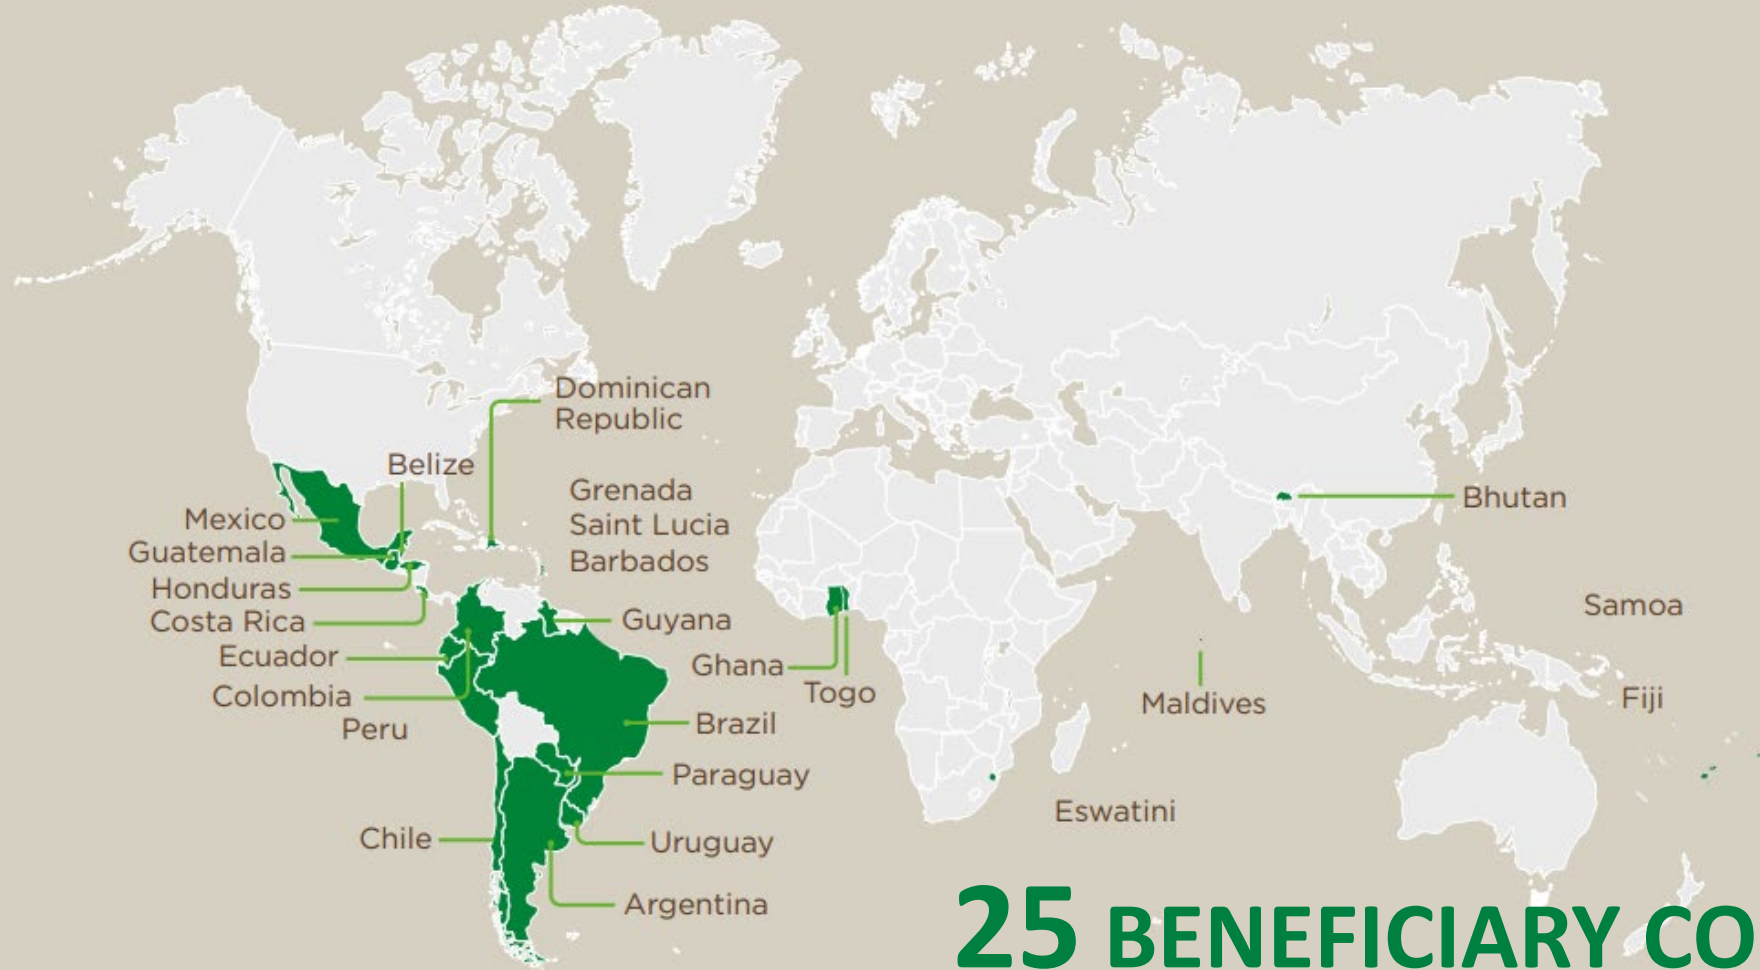 Dominican
Republic
Belize
Grenada
Saint Lucia
Barbados
Mexico
Guatemala
Honduras
Costa Rica
Ecuador
Colombia
Peru
Guyana
Brazil
Paraguay
Chile
Uruguay
Argentina
Ghana
Togo
Maldives
Eswatini
Bhutan
Samoa
Fiji
25 BENEFICIARY CO